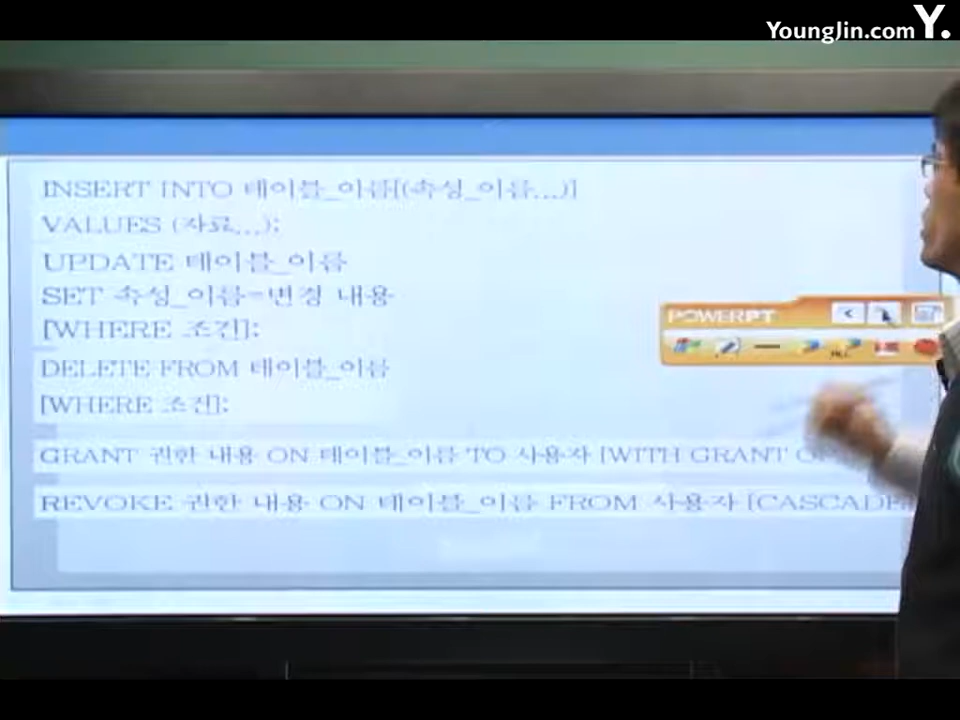 YoungJin.com Y.
INSERT INTO 테이블_이름[(속성_이름...)]
VALUES (자료...);
UPDATE 테이블_이름
SET 속성_이름=변경 내용
[WHERE 조건];
POWERPT
DELETE FROM 테이블_이름
[WHERE 조건];
GRANT 권한 내용 ON 테이블_이름 TO 사용자 [WITH GRANT
REVOKE 권한 내용 ON 테이블_이름 FROM 사용자 [CASCADE